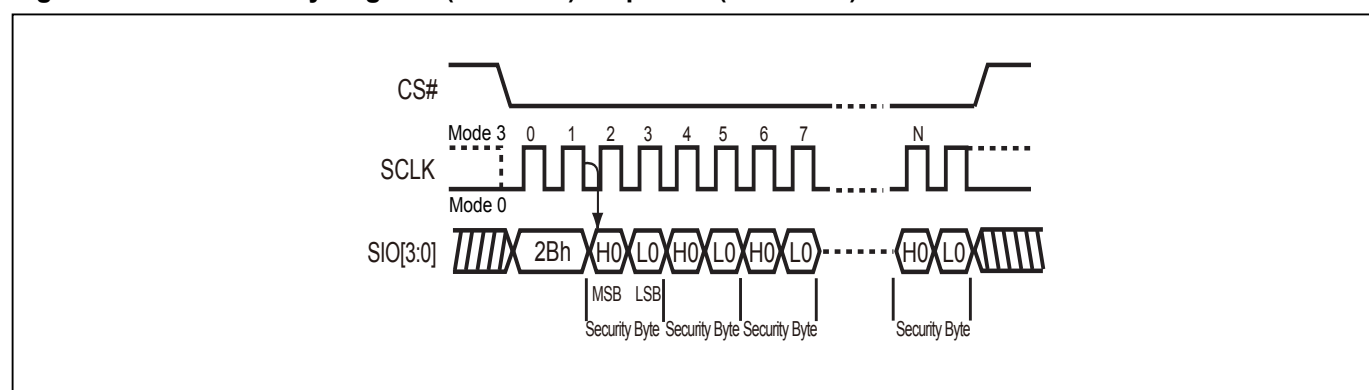 CS#
Mode 3 0 1 2 3 4 5 6 7 N
SCLK
Mode 0
SIO[3:0] 2Bh H0 L0 H0 L0 H0 L0 H0 L0
MSB LSB
Security Byte Security Byte Security Byte Security Byte